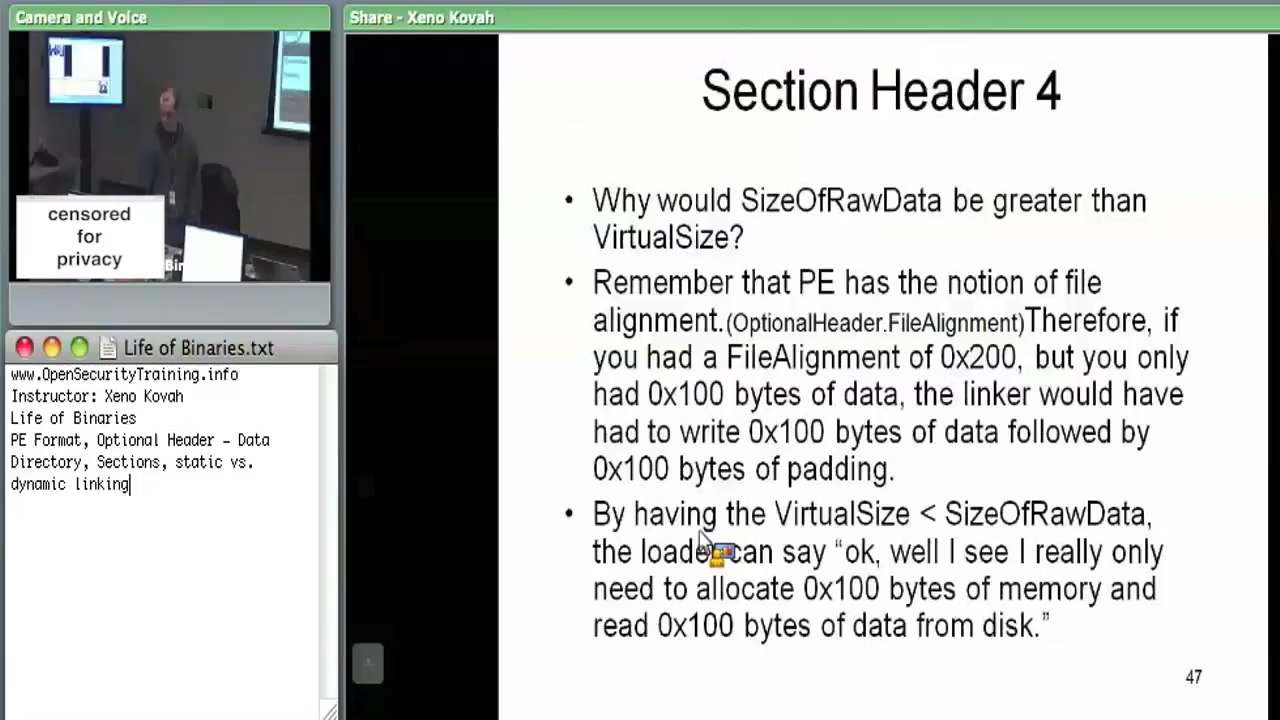 Camera and Voice
censored
for
privacy
Bin
Life of Binaries.txt
www.OpenSecurityTraining.info
Instructor: Xeno Kovah
Life of Binaries
PE Format, Optional Header – Data
Directory, Sections, static vs.
dynamic linking
Share - Xeno Kovah
Section Header 4
• Why would SizeOfRawData be greater than
VirtualSize?
• Remember that PE has the notion of file
alignment.(OptionalHeader.FileAlignment)Therefore, if
you had a FileAlignment of 0x200, but you only
had 0x100 bytes of data, the linker would have
had to write 0x100 bytes of data followed by
0x100 bytes of padding.
• By having the VirtualSize < SizeOfRawData,
the loader can say “ok, well I see I really only
need to allocate 0x100 bytes of memory and
read 0x100 bytes of data from disk.”
47